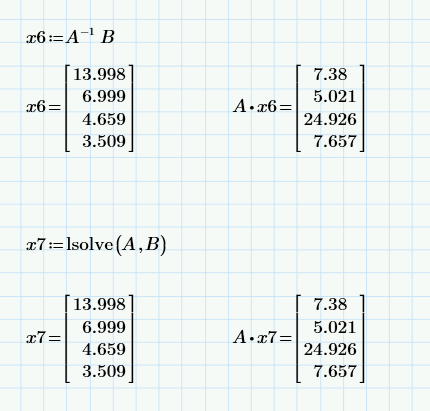 x6:=A⁻¹ B
x6=[13.998 6.999 4.659 3.509] A·x6=[7.38 5.021 24.926 7.657]
x7:=lsolve(A,B)
x7=[13.998 6.999 4.659 3.509] A·x7=[7.38 5.021 24.926 7.657]